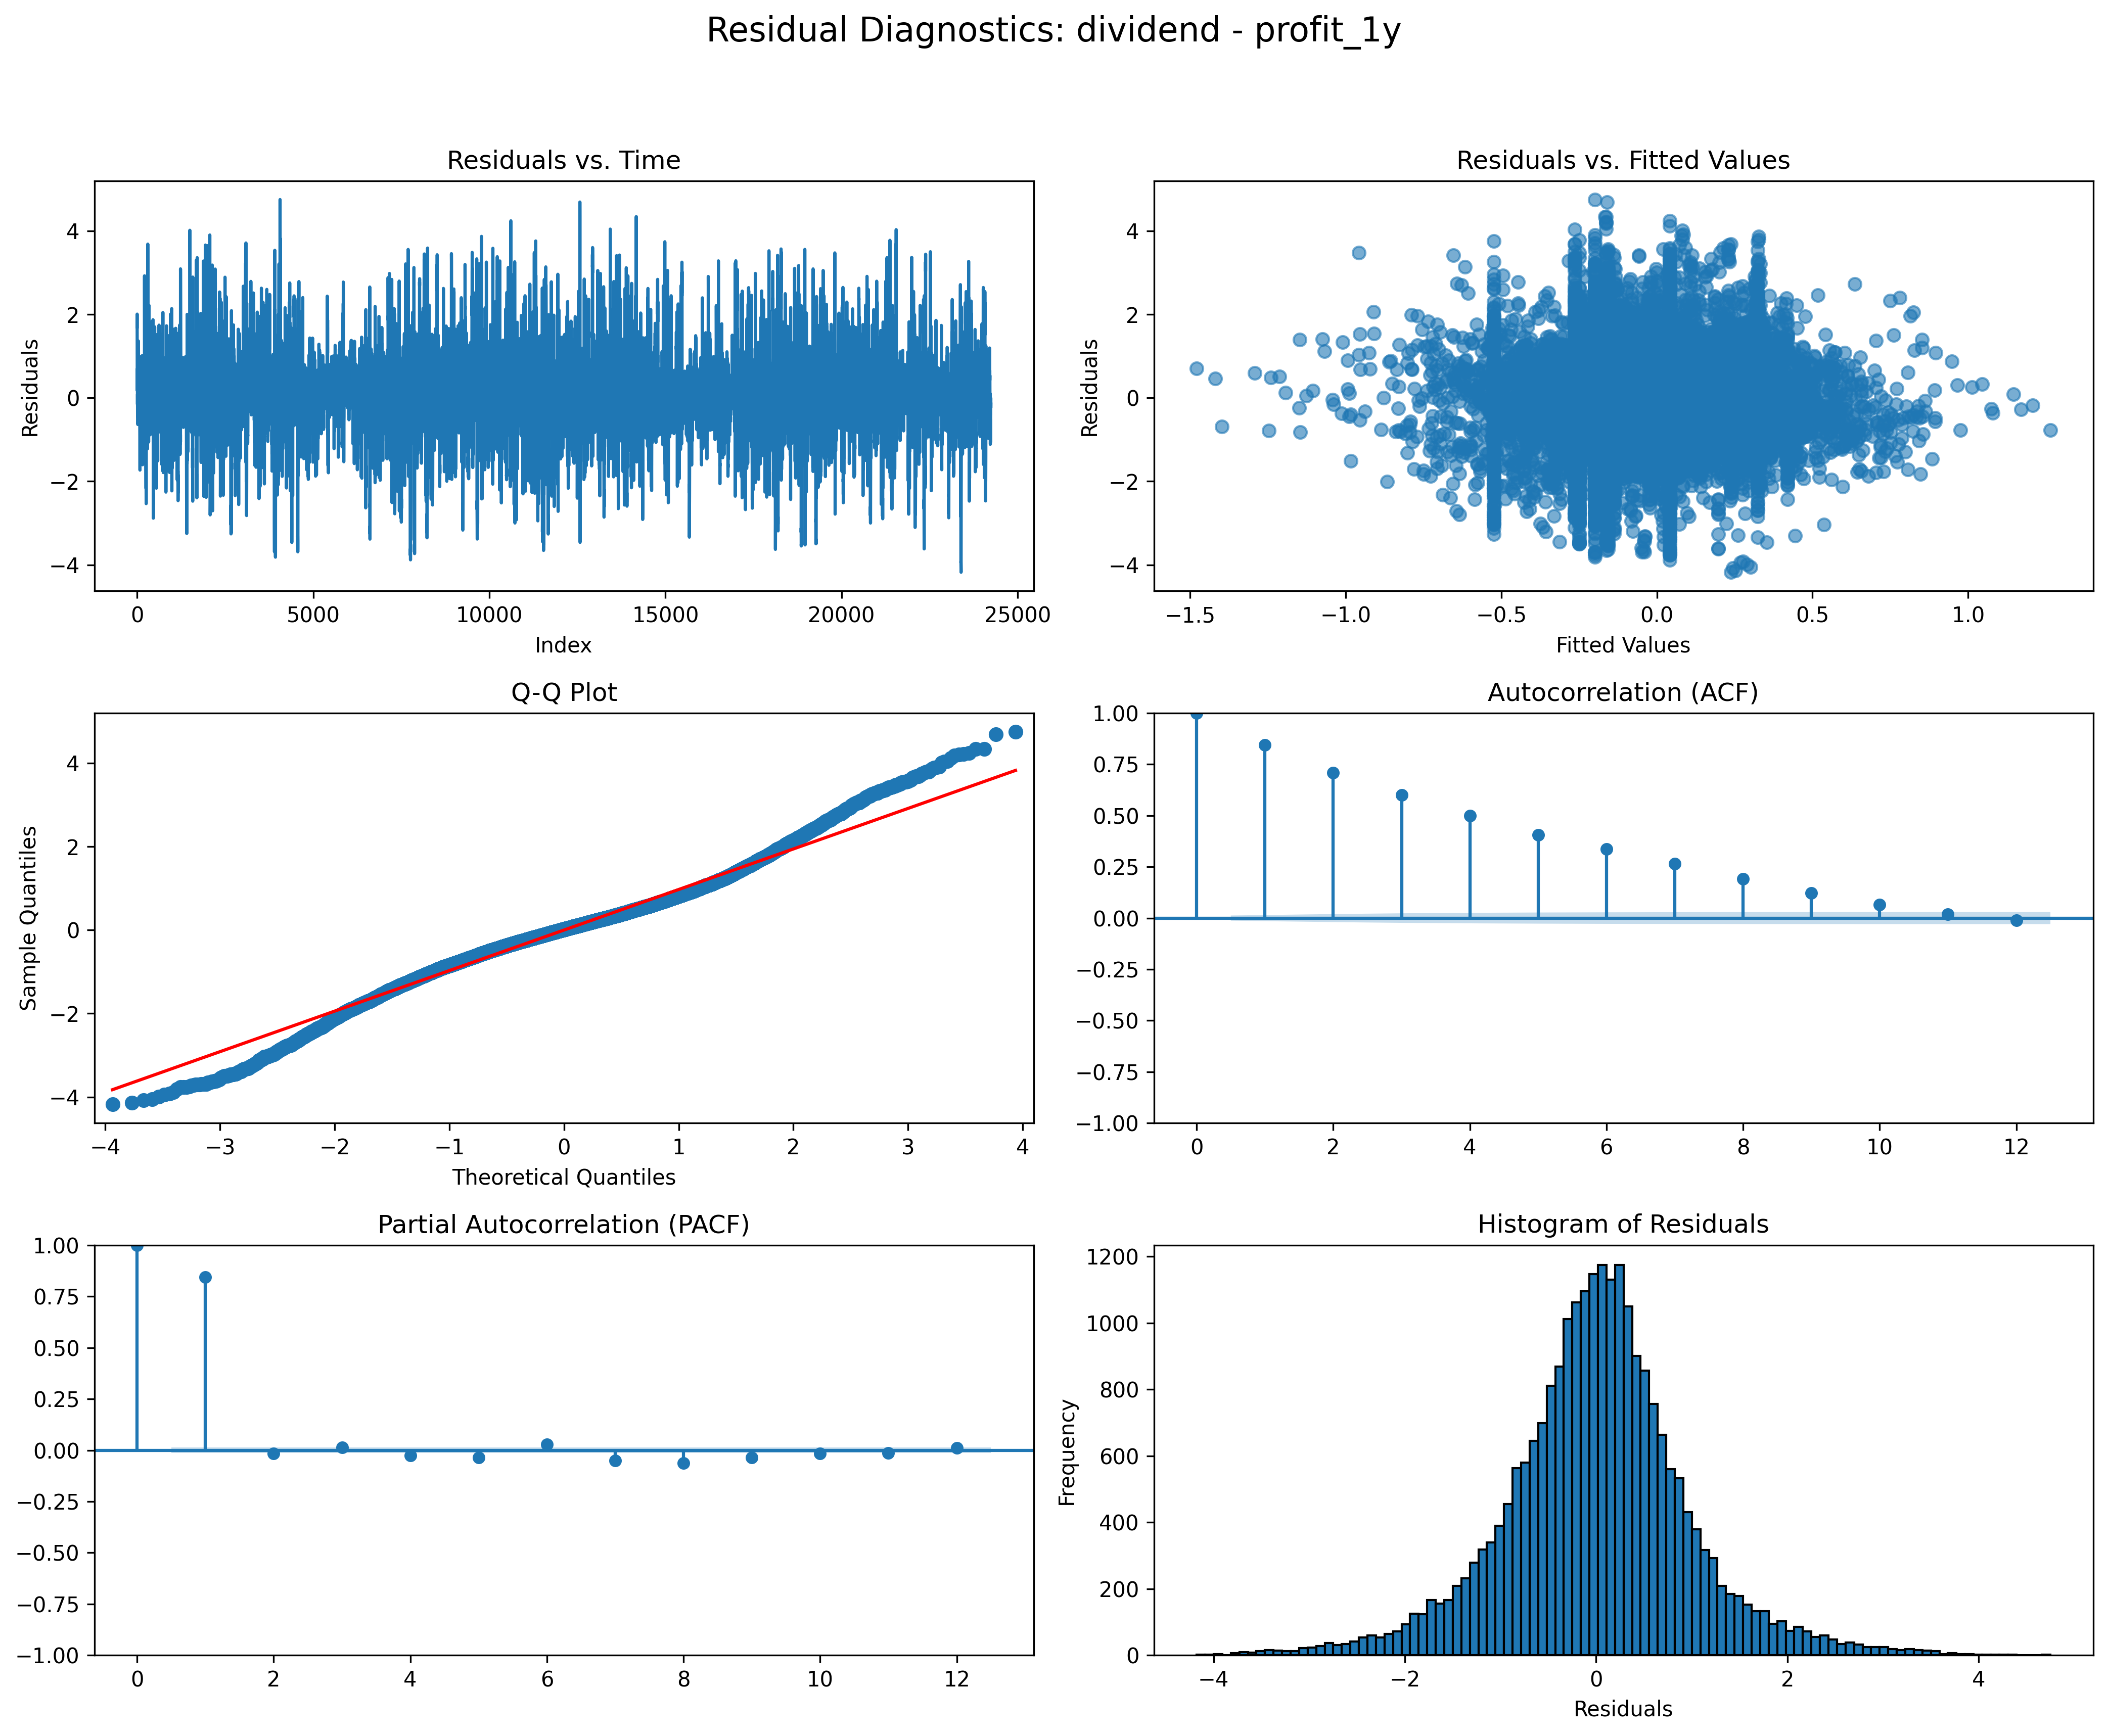 Residual Diagnostics: dividend - profit_1y
Residuals vs. Time
Residuals
4
2
0
−2
−4
0 5000 10000 15000 20000 25000
Index
Residuals vs. Fitted Values
Residuals
4
2
0
−2
−4
−1.5 −1.0 −0.5 0.0 0.5 1.0
Fitted Values
Q-Q Plot
Sample Quantiles
4
2
0
−2
−4
−4 −3 −2 −1 0 1 2 3 4
Theoretical Quantiles
Autocorrelation (ACF)
1.00
0.75
0.50
0.25
0.00
−0.25
−0.50
−0.75
−1.00
0 2 4 6 8 10 12
Partial Autocorrelation (PACF)
1.00
0.75
0.50
0.25
0.00
−0.25
−0.50
−0.75
−1.00
0 2 4 6 8 10 12
Histogram of Residuals
Frequency
1200
1000
800
600
400
200
0
−4 −2 0 2 4
Residuals